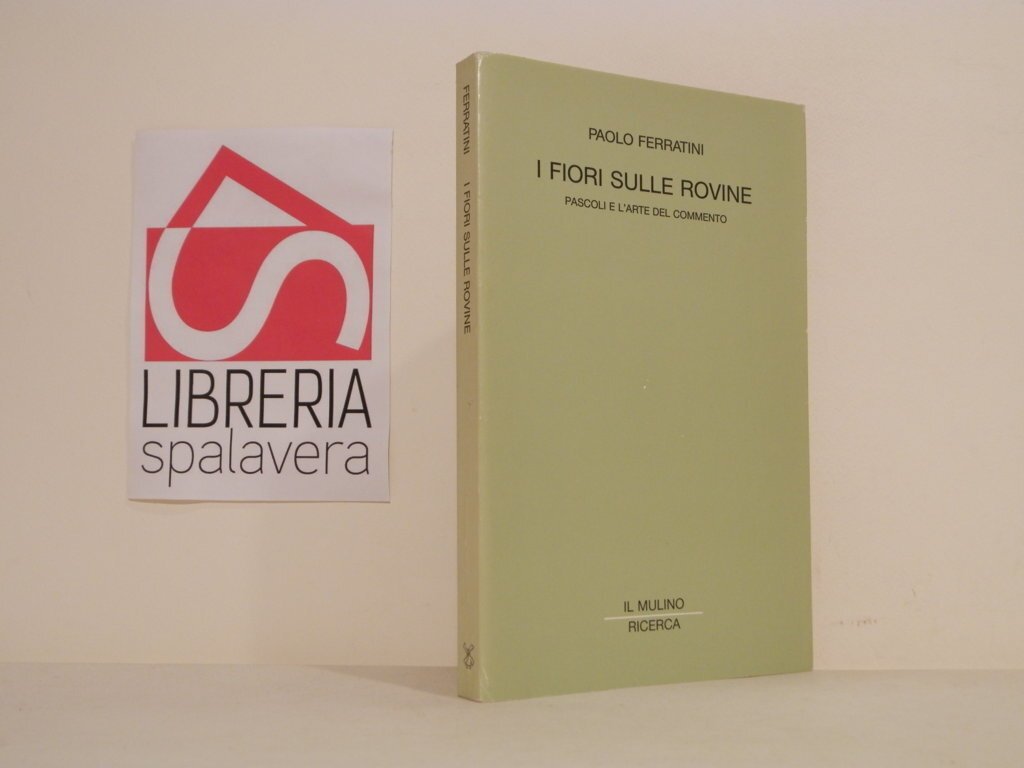 LIBRERIA
spalavera
FERRATINI I FIORI SULLE ROVINE
PAOLO FERRATINI
I FIORI SULLE ROVINE
PASCOLI E L'ARTE DEL COMMENTO
IL MULINO
RICERCA